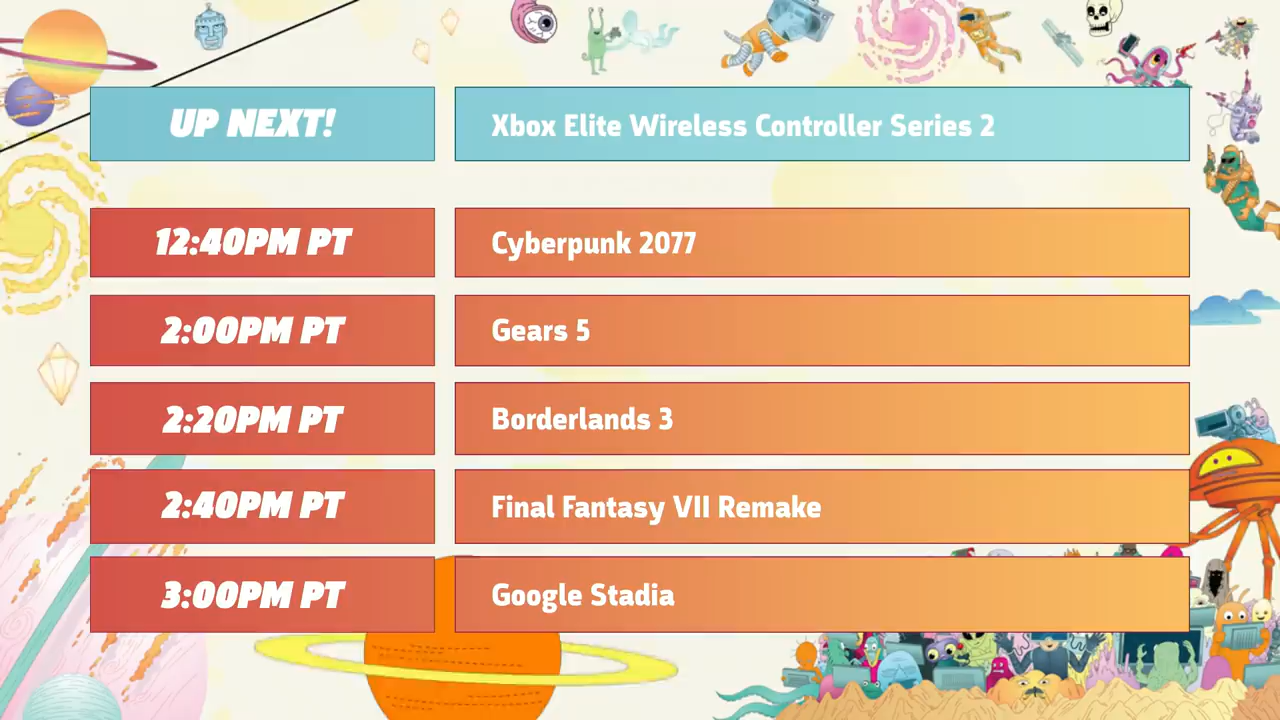 UP NEXT! Xbox Elite Wireless Controller Series 2
12:40PM PT Cyberpunk 2077
2:00PM PT Gears 5
2:20PM PT Borderlands 3
2:40PM PT Final Fantasy VII Remake
3:00PM PT Google Stadia